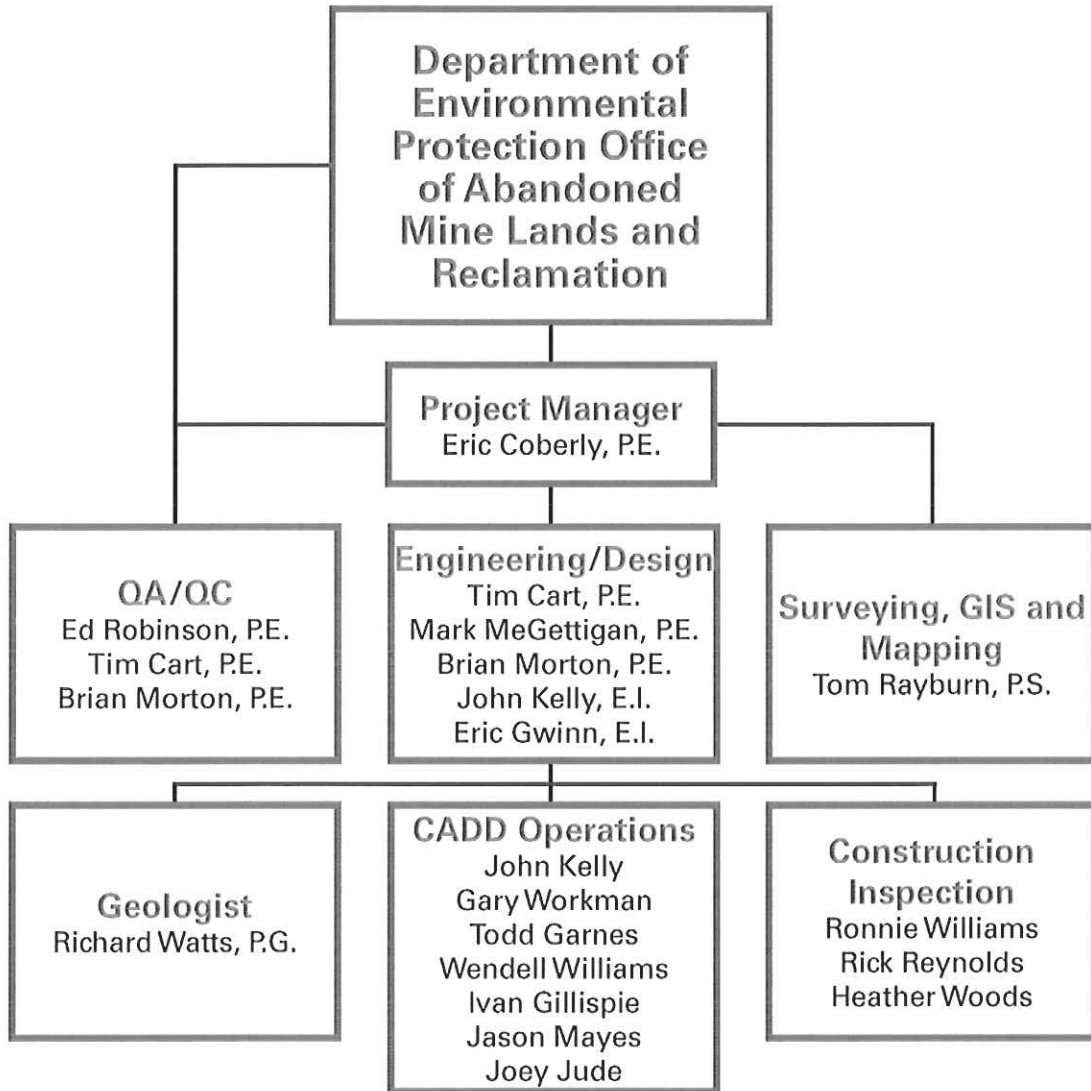 Department of
Environmental
Protection Office
of Abandoned
Mine Lands and
Reclamation
Project Manager
Eric Coberly, P.E.
QA/QC
Ed Robinson, P.E.
Tim Cart, P.E.
Brian Morton, P.E.
Engineering/Design
Tim Cart, P.E.
Mark MeGettigan, P.E.
Brian Morton, P.E.
John Kelly, E.I.
Eric Gwinn, E.I.
Surveying, GIS and
Mapping
Tom Rayburn, P.S.
Geologist
Richard Watts, P.G.
CADD Operations
John Kelly
Gary Workman
Todd Garnes
Wendell Williams
Ivan Gillispie
Jason Mayes
Joey Jude
Construction
Inspection
Ronnie Williams
Rick Reynolds
Heather Woods